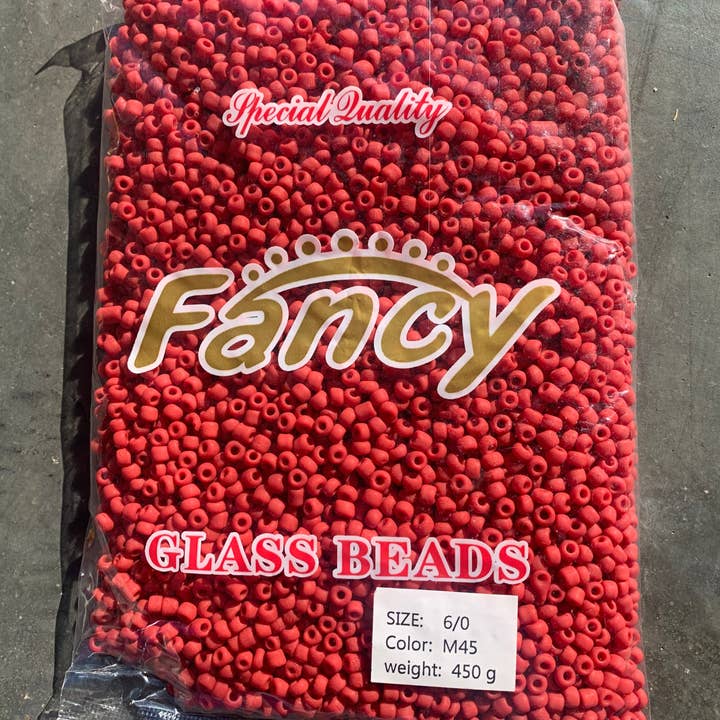 Special Quality
Fancy
GLASS BEADS
SIZE: 6/0
Color: M45
weight: 450 g